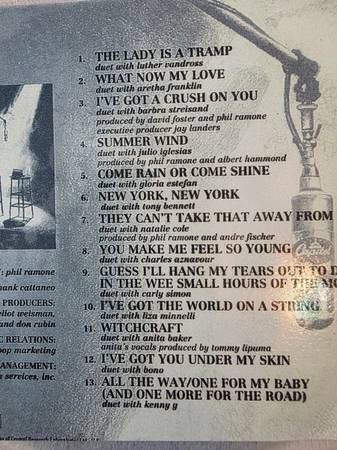 1. THE LADY IS A TRAMP
duet with luther vandross
2. WHAT NOW MY LOVE
duet with aretha franklin
3. I'VE GOT A CRUSH ON YOU
duet with barbra streisand
produced by david foster and phil ramone
executive producer jay landers
4. SUMMER WIND
duet with julio iglesias
produced by phil ramone and albert hammond
5. COME RAIN OR COME SHINE
duet with gloria estefan
6. NEW YORK, NEW YORK
duet with tony bennett
7. THEY CAN'T TAKE THAT AWAY FROM
duet with natalie cole
produced by phil ramone and andre fischer
8. YOU MAKE ME FEEL SO YOUNG
duet with charles aznavour
9. GUESS I'LL HANG MY TEARS OUT TO D
IN THE WEE SMALL HOURS OF THE MO
duet with carly simon
10. I'VE GOT THE WORLD ON A STRING
duet with liza minnelli
11. WITCHCRAFT
duet with anita baker
anita's vocals produced by tommy lipuma
12. I'VE GOT YOU UNDER MY SKIN
duet with bono
13. ALL THE WAY/ONE FOR MY BABY
(AND ONE MORE FOR THE ROAD)
duet with kenny g
: phil ramone
hank cattaneo
PRODUCERS:
eliot weisman,
and don rubin
RELATIONS:
pop marketing
NAGEMENT:
services, inc.
Capitol